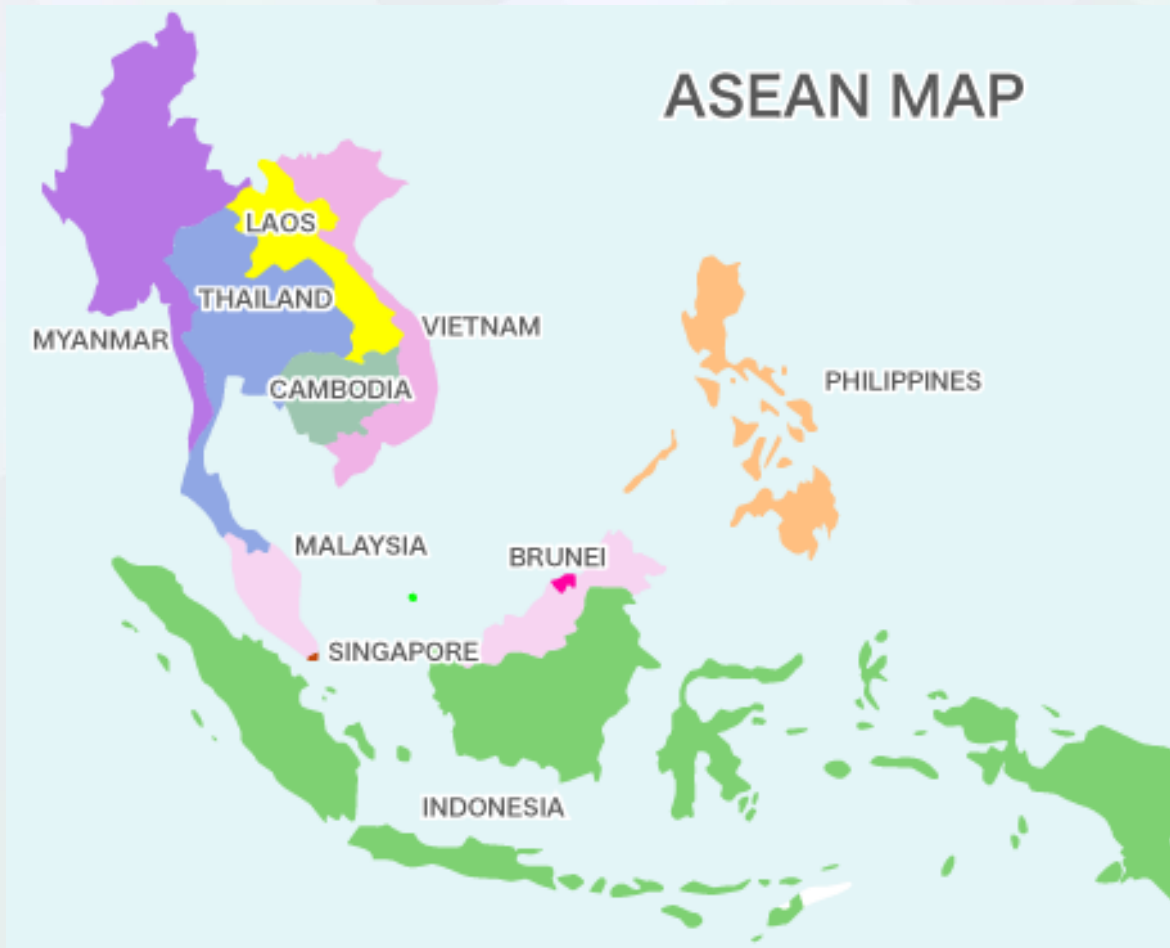 ASEAN MAP
LAOS
THAILAND
MYANMAR
VIETNAM
CAMBODIA
PHILIPPINES
MALAYSIA
BRUNEI
SINGAPORE
INDONESIA